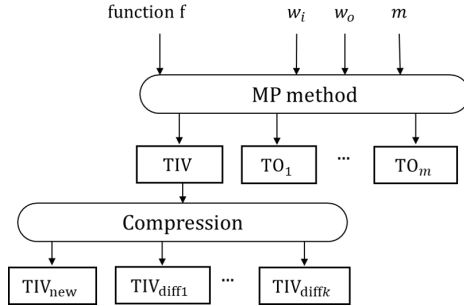 function f w_i w_o m
MP method
TIV TO_1 ... TO_m
Compression
TIV_new TIV_diff1 ... TIV_diffk